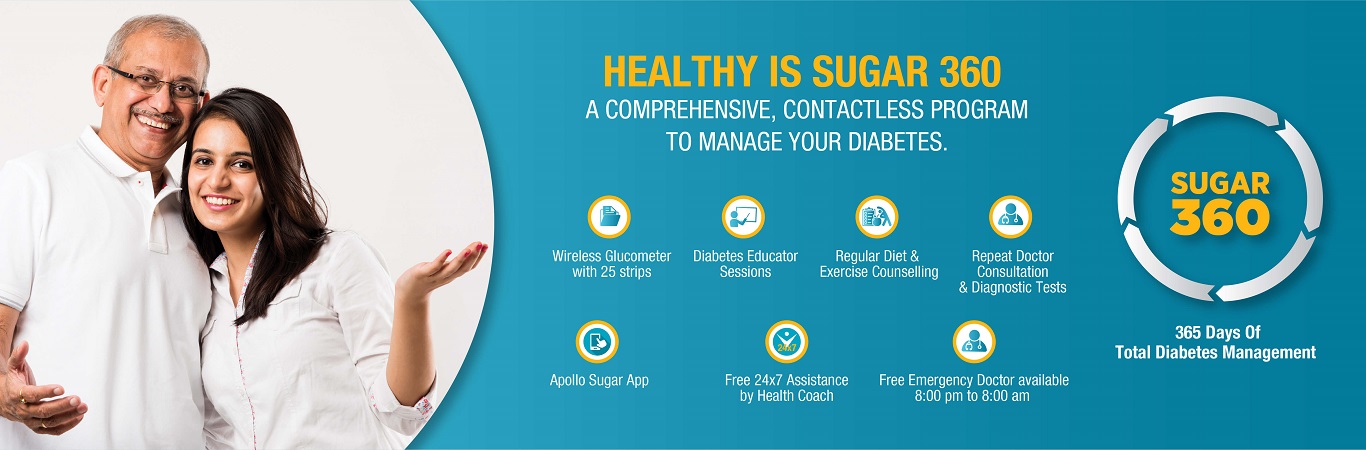 HEALTHY IS SUGAR 360
A COMPREHENSIVE, CONTACTLESS PROGRAM
TO MANAGE YOUR DIABETES.
Wireless Glucometer
with 25 strips
Diabetes Educator
Sessions
Regular Diet &
Exercise Counselling
Repeat Doctor
Consultation
& Diagnostic Tests
Apollo Sugar App
24x7
Free 24x7 Assistance
by Health Coach
Free Emergency Doctor available
8:00 pm to 8:00 am
SUGAR
360
365 Days Of
Total Diabetes Management